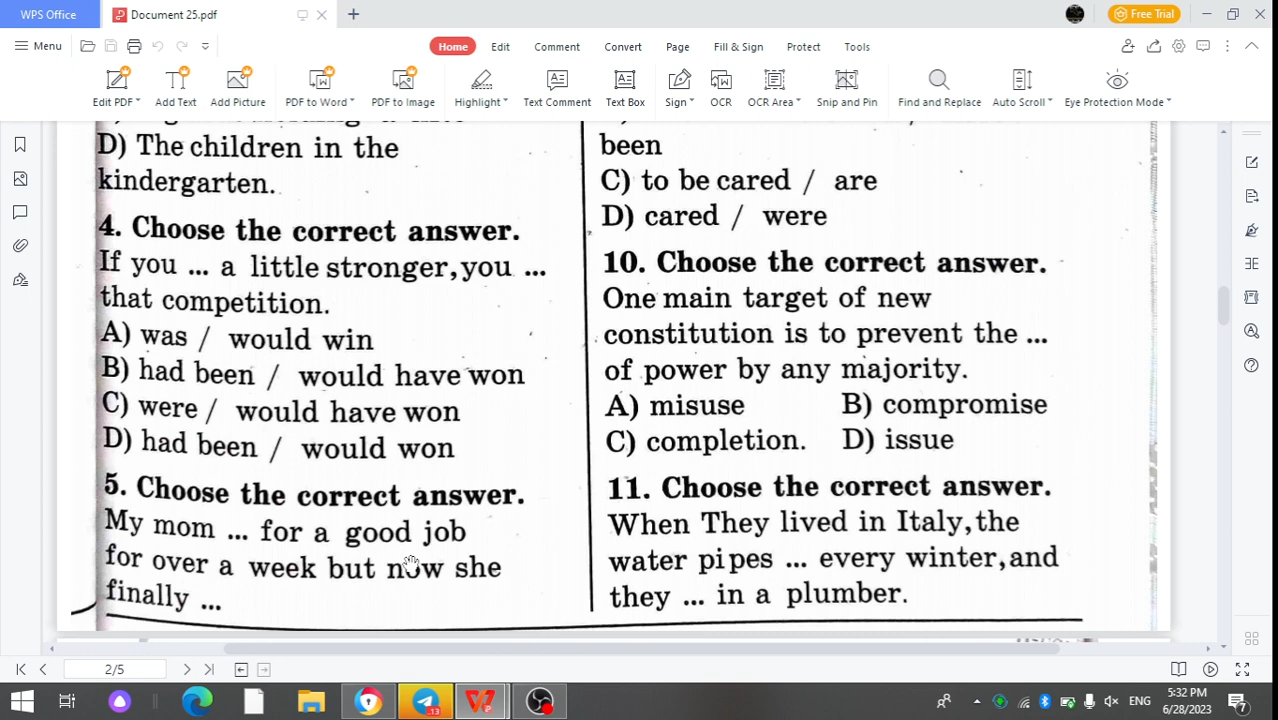 WPS Office
Document 25.pdf
Free Trial
Menu
Home
Edit
Comment
Convert
Page
Fill & Sign
Protect
Tools
Edit PDF
Add Text
Add Picture
PDF to Word
PDF to Image
Highlight
Text Comment
Text Box
Sign
OCR
OCR Area
Snip and Pin
Find and Replace
Auto Scroll
Eye Protection Mode
D) The children in the
kindergarten.
4. Choose the correct answer.
If you ... a little stronger, you ...
that competition.
A) was / would win
B) had been / would have won
C) were / would have won
D) had been / would won
5. Choose the correct answer.
My mom ... for a good job
for over a week but now she
finally ...
been
C) to be cared / are
D) cared / were
10. Choose the correct answer.
One main target of new
constitution is to prevent the ...
of power by any majority.
A) misuse B) compromise
C) completion. D) issue
11. Choose the correct answer.
When They lived in Italy, the
water pipes ... every winter, and
they ... in a plumber.
2/5
13
ENG
5:32 PM
6/28/2023
7